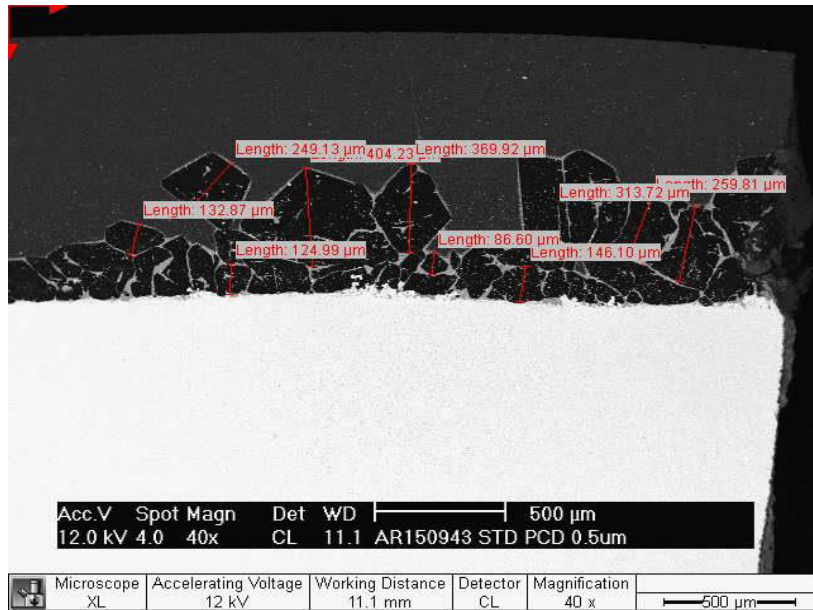 Length: 249.13 µm
Length: 404.23 µm
Length: 369.92 µm
Length: 313.72 µm
Length: 259.81 µm
Length: 132.87 µm
Length: 124.99 µm
Length: 86.60 µm
Length: 146.10 µm
Acc.V Spot Magn Det WD 500 µm
12.0 kV 4.0 40x CL 11.1 AR150943 STD PCD 0.5um
Microscope Accelerating Voltage Working Distance Detector Magnification
XL 12 kV 11.1 mm CL 40 x 500 µm